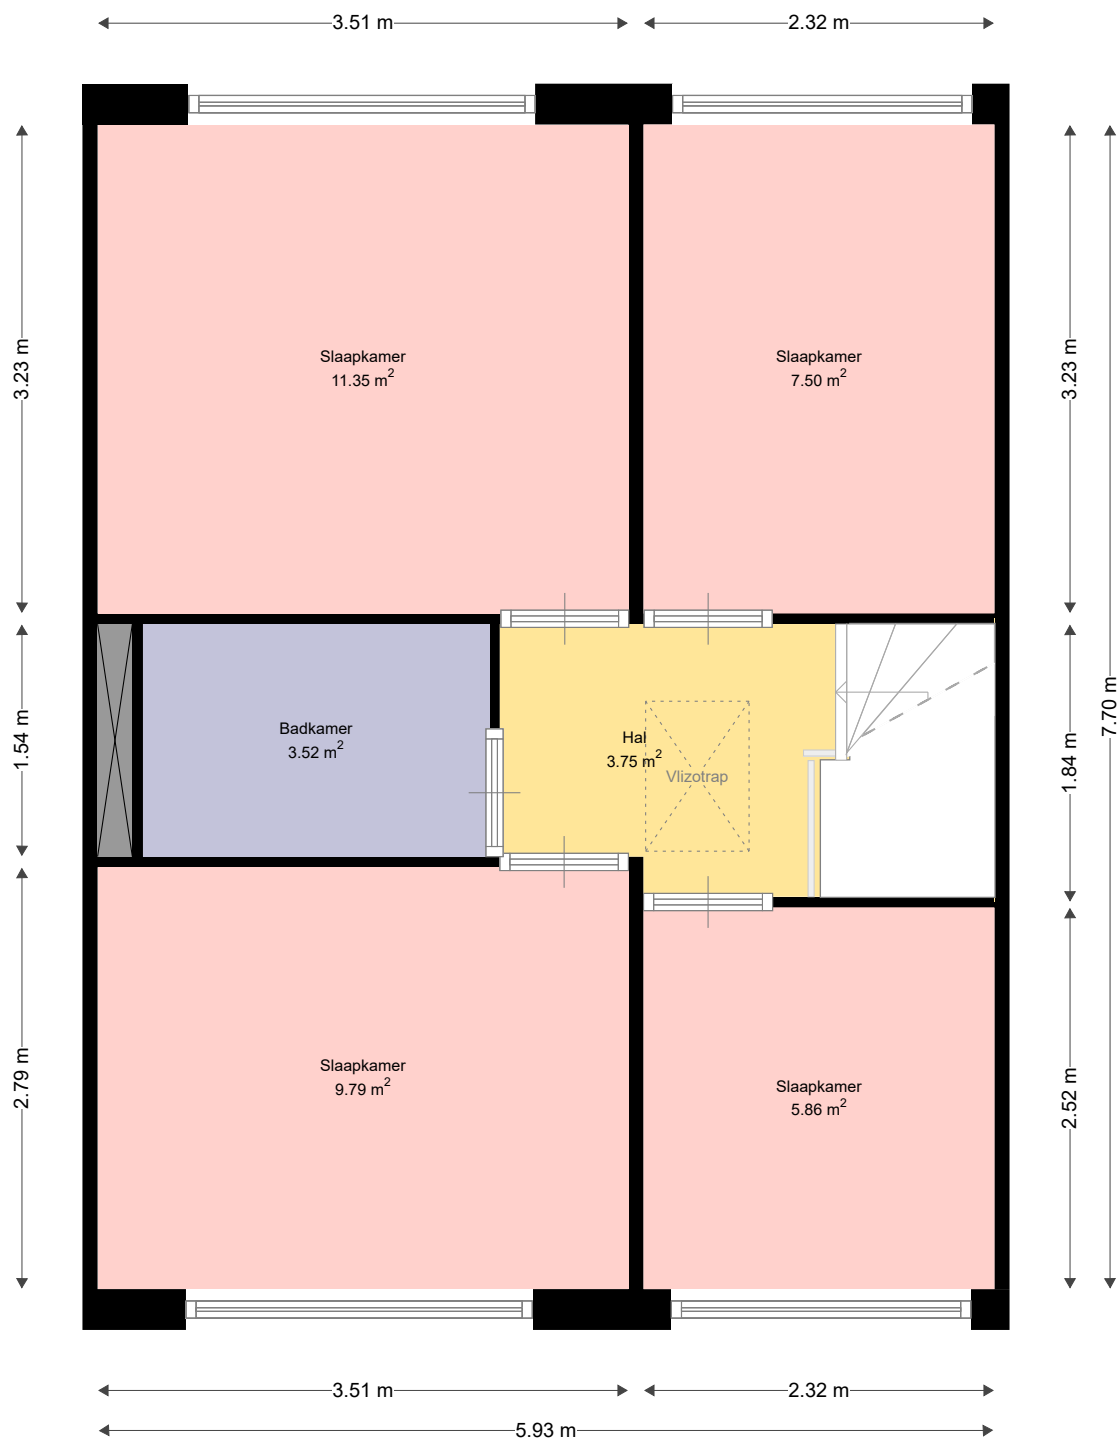 3.51 m
2.32 m
3.23 m
3.23 m
Slaapkamer
11.35 m²
Slaapkamer
7.50 m²
7.70 m
1.54 m
1.84 m
Badkamer
3.52 m²
Hal
3.75 m²
Vlizotrap
2.79 m
2.52 m
Slaapkamer
9.79 m²
Slaapkamer
5.86 m²
3.51 m
2.32 m
5.93 m